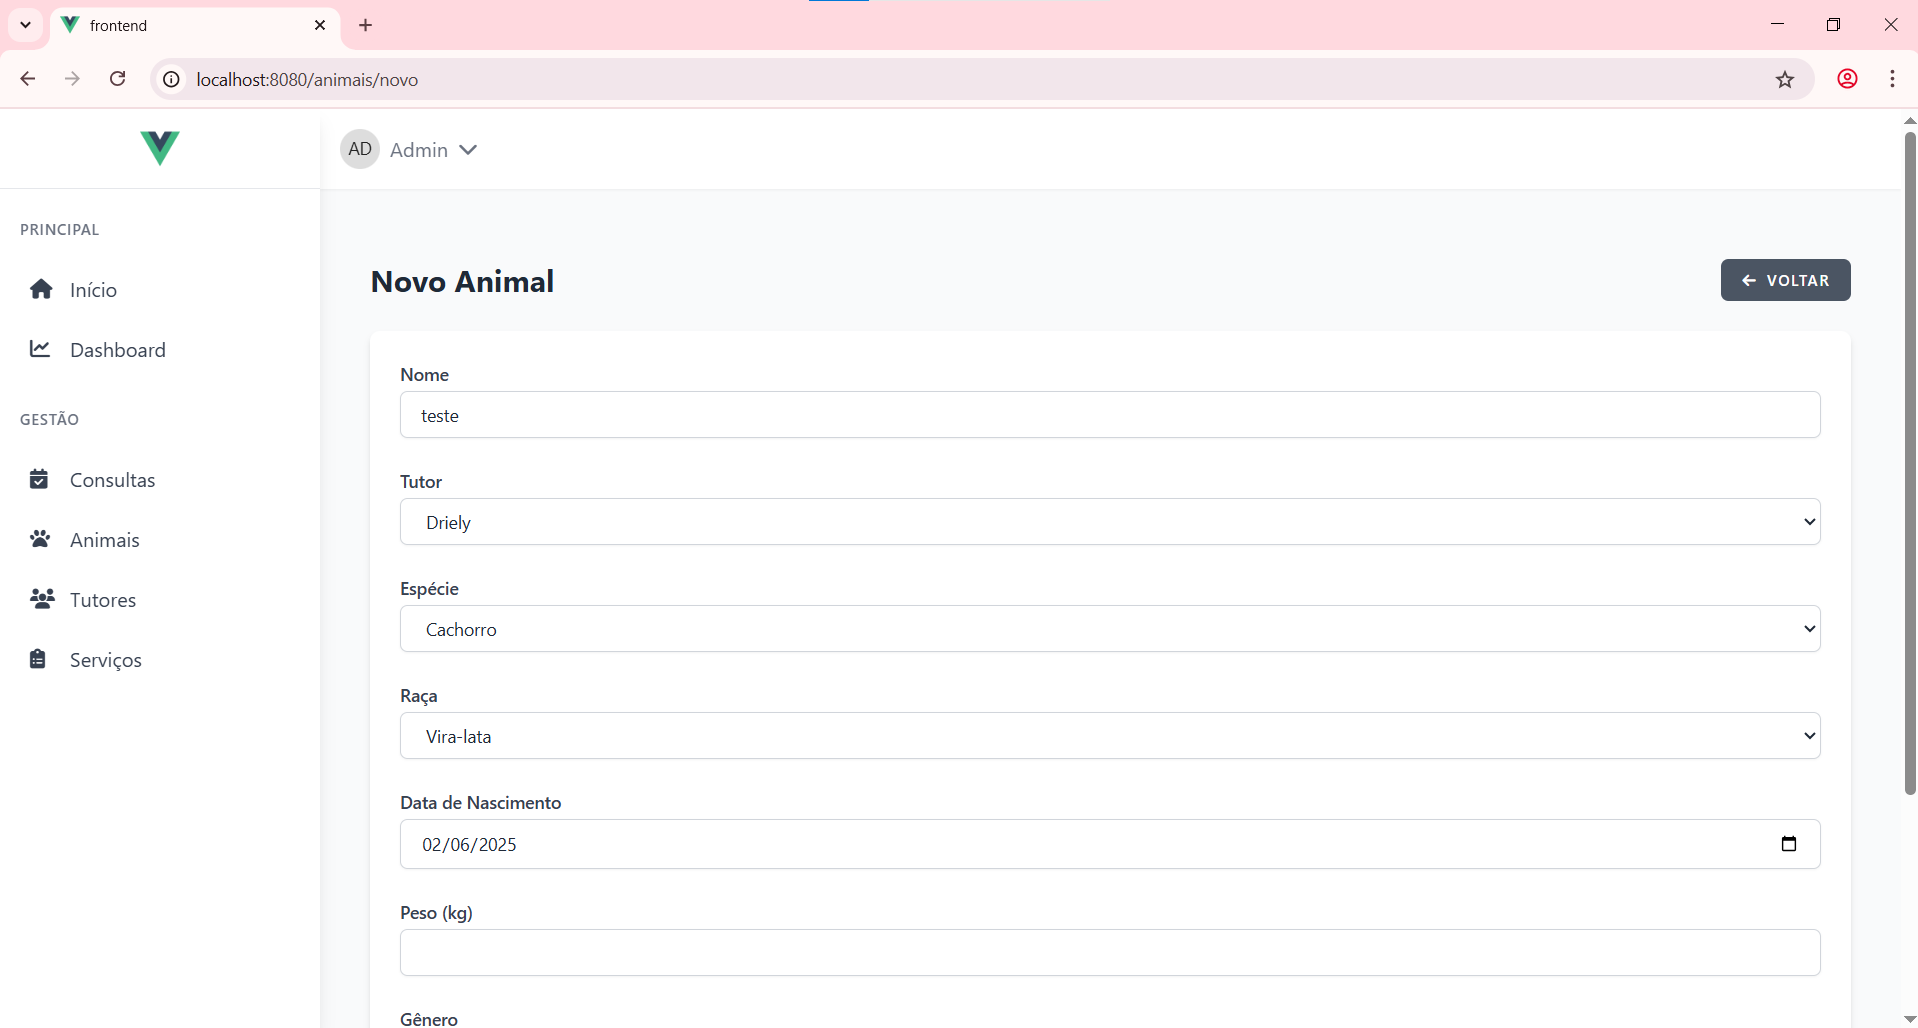 frontend
localhost:8080/animais/novo
AD Admin
PRINCIPAL
Início
Dashboard
GESTÃO
Consultas
Animais
Tutores
Serviços
Novo Animal
VOLTAR
Nome
teste
Tutor
Driely
Espécie
Cachorro
Raça
Vira-lata
Data de Nascimento
02/06/2025
Peso (kg)
Gênero